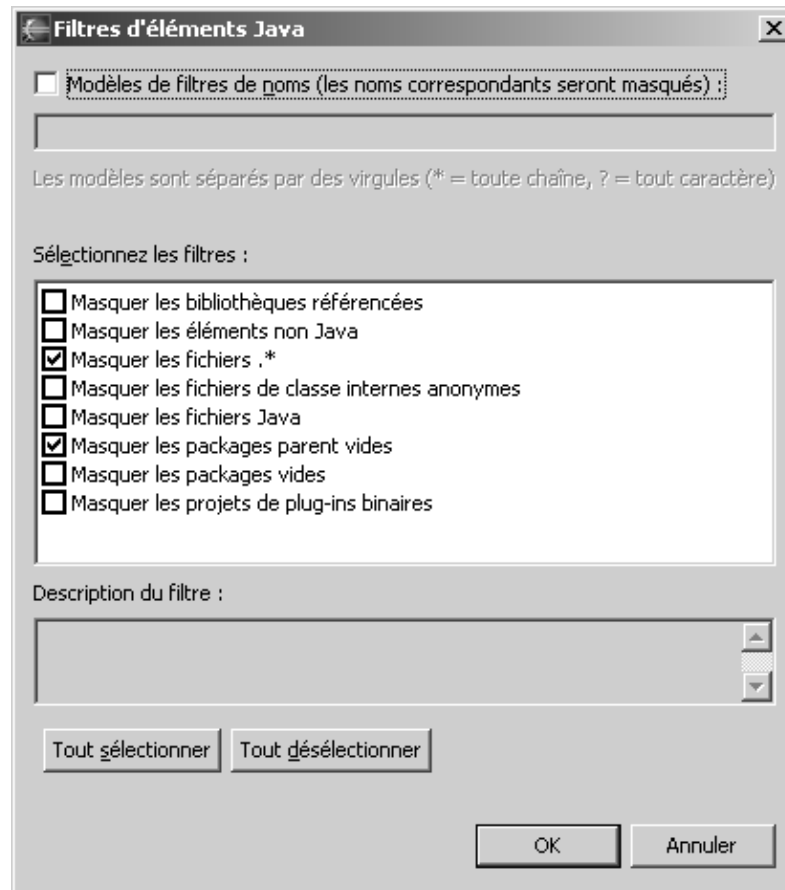 Filtres d'éléments Java
Modèles de filtres de noms (les noms correspondants seront masqués) :
Les modèles sont séparés par des virgules (* = toute chaîne, ? = tout caractère)
Sélectionnez les filtres :
Masquer les bibliothèques référencées
Masquer les éléments non Java
Masquer les fichiers .*
Masquer les fichiers de classe internes anonymes
Masquer les fichiers Java
Masquer les packages parent vides
Masquer les packages vides
Masquer les projets de plug-ins binaires
Description du filtre :
Tout sélectionner Tout désélectionner
OK Annuler